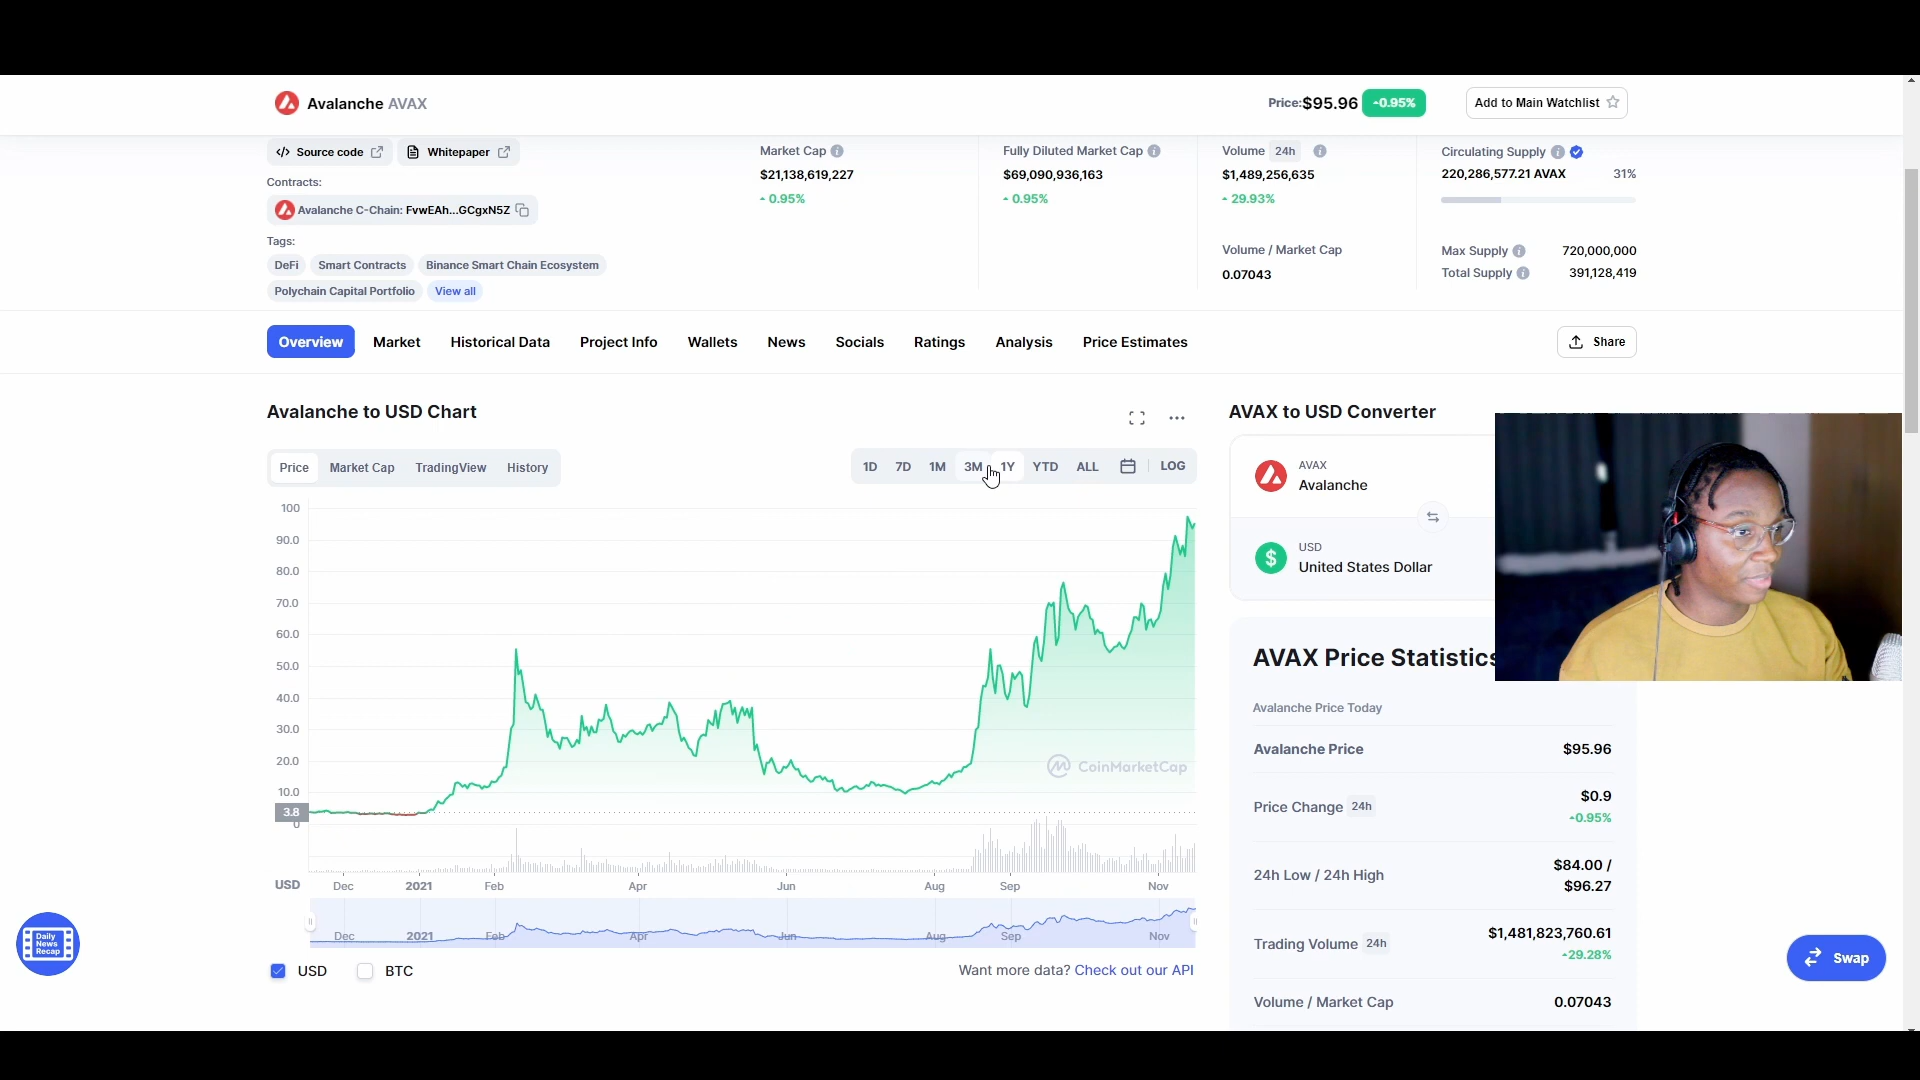 Avalanche AVAX
Price:$95.96 0.95%
Add to Main Watchlist
Source code
Whitepaper
Contracts:
Avalanche C-Chain: FvwEAh...GCgxN5Z
Tags:
DeFi Smart Contracts Binance Smart Chain Ecosystem
Polychain Capital Portfolio View all
Market Cap
$21,138,619,227
0.95%
Fully Diluted Market Cap
$69,090,936,163
0.95%
Volume 24h
$1,489,256,635
29.93%
Volume / Market Cap
0.07043
Circulating Supply
220,286,577.21 AVAX 31%
Max Supply 720,000,000
Total Supply 391,128,419
Overview Market Historical Data Project Info Wallets News Socials Ratings Analysis Price Estimates
Share
Avalanche to USD Chart
Price Market Cap TradingView History
1D 7D 1M 3M 1Y YTD ALL LOG
100
90.0
80.0
70.0
60.0
50.0
40.0
30.0
20.0
10.0
3.8
0
CoinMarketCap
USD Dec 2021 Feb Apr Jun Aug Sep Nov
Dec 2021 Feb Apr Jun Aug Sep Nov
USD BTC
Want more data? Check out our API
AVAX to USD Converter
AVAX
Avalanche
USD
United States Dollar
AVAX Price Statistics
Avalanche Price Today
Avalanche Price $95.96
Price Change 24h $0.9
0.95%
24h Low / 24h High $84.00 /
$96.27
Trading Volume 24h $1,481,823,760.61
29.28%
Volume / Market Cap 0.07043
Daily
News
Recap
Swap